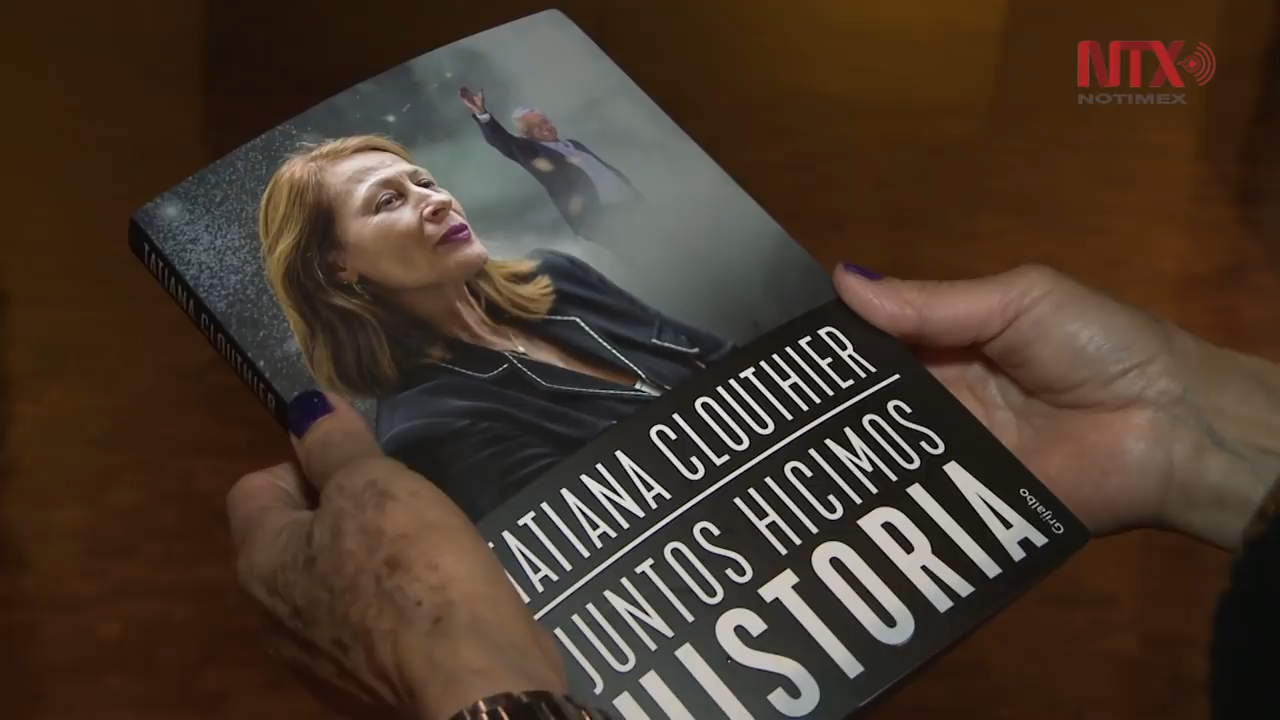 NTX
NOTIMEX
TATIANA CLOUTHIER
TATIANA CLOUTHIER
JUNTOS HICIMOS
HISTORIA
Grijalbo